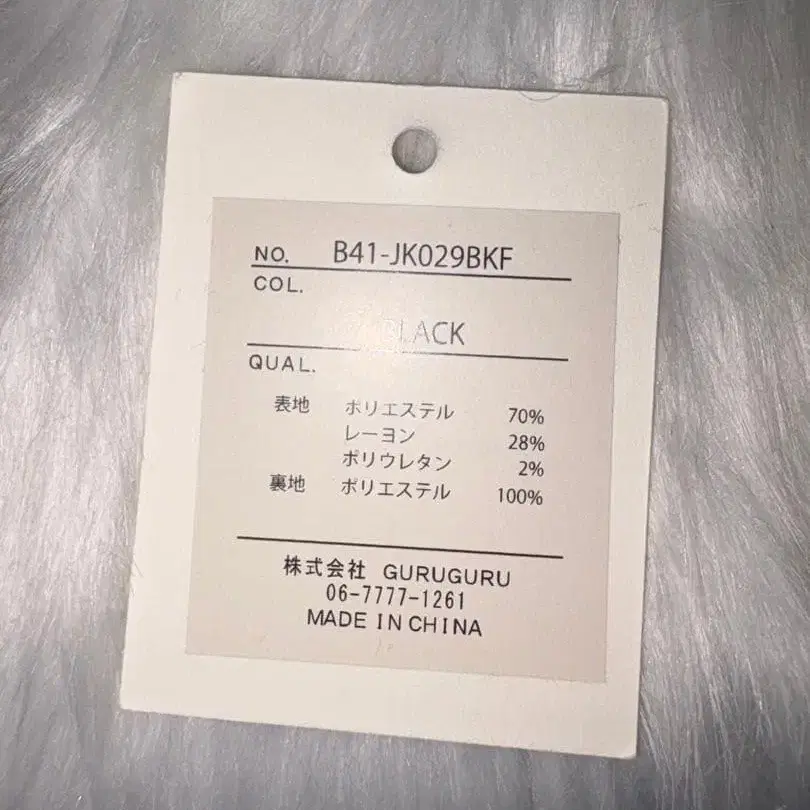 NO. B41-JK029BKF
COL.
BLACK
QUAL.
表地 ポリエステル 70%
レーヨン 28%
ポリウレタン 2%
裏地 ポリエステル 100%
株式会社 GURUGURU
06-7777-1261
MADE IN CHINA